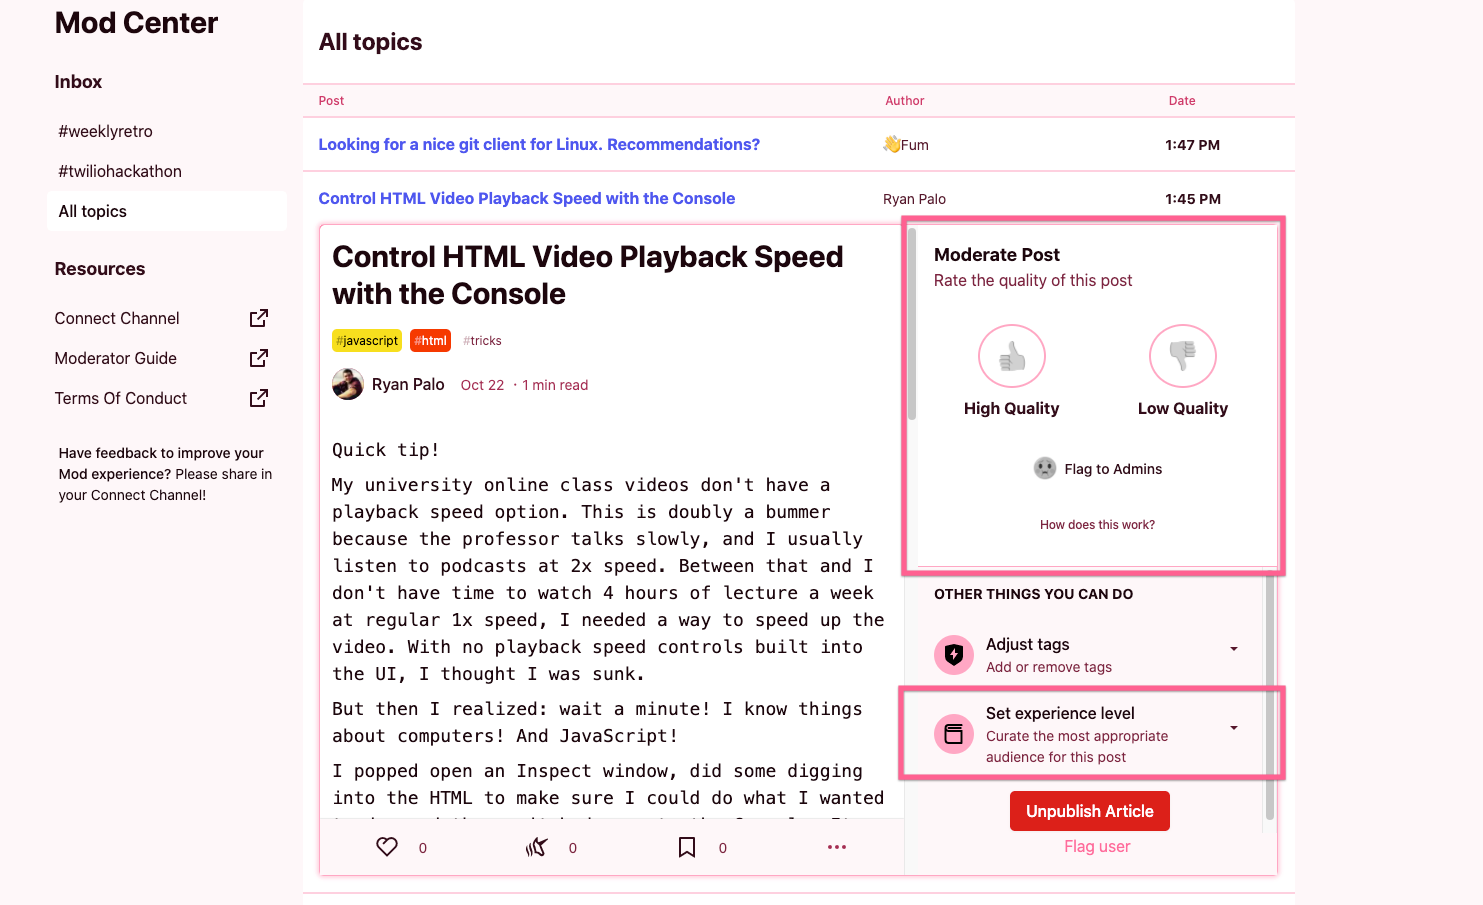 Mod Center
Inbox
#weeklyretro
#twiliohackathon
All topics
Resources
Connect Channel
Moderator Guide
Terms Of Conduct
Have feedback to improve your
Mod experience? Please share in
your Connect Channel!
All topics
Post Author Date
Looking for a nice git client for Linux. Recommendations? 👋Fum 1:47 PM
Control HTML Video Playback Speed with the Console Ryan Palo 1:45 PM
Control HTML Video Playback Speed
with the Console
#javascript #html #tricks
Ryan Palo Oct 22 · 1 min read
Quick tip!
My university online class videos don't have a
playback speed option. This is doubly a bummer
because the professor talks slowly, and I usually
listen to podcasts at 2x speed. Between that and I
don't have time to watch 4 hours of lecture a week
at regular 1x speed, I needed a way to speed up the
video. With no playback speed controls built into
the UI, I thought I was sunk.
But then I realized: wait a minute! I know things
about computers! And JavaScript!
I popped open an Inspect window, did some digging
into the HTML to make sure I could do what I wanted
0 0 0
Moderate Post
Rate the quality of this post
High Quality Low Quality
Flag to Admins
How does this work?
OTHER THINGS YOU CAN DO
Adjust tags
Add or remove tags
Set experience level
Curate the most appropriate
audience for this post
Unpublish Article
Flag user